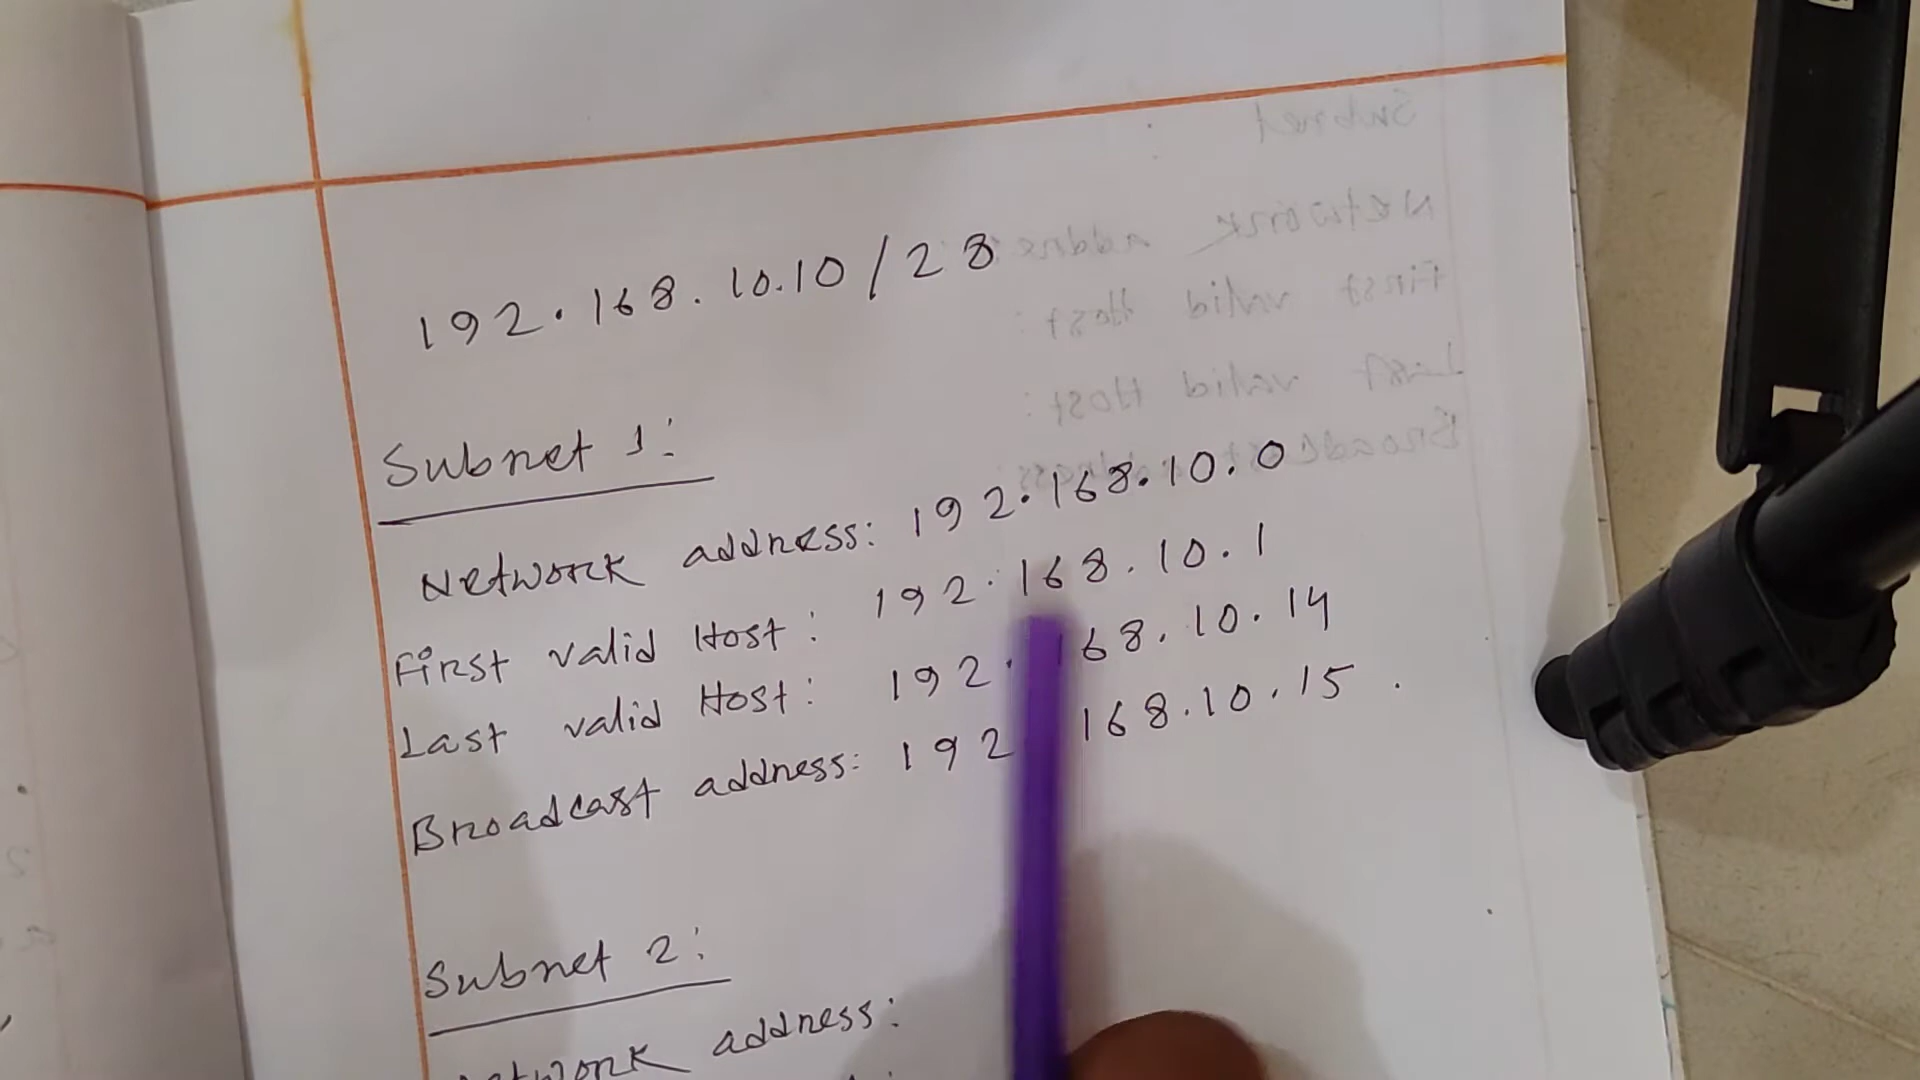 192.168.10.10/28
Subnet 1:
Network address: 192.168.10.0
First valid Host: 192.168.10.1
Last valid Host: 192.168.10.14
Broadcast address: 192.168.10.15.
Subnet 2:
Network address: